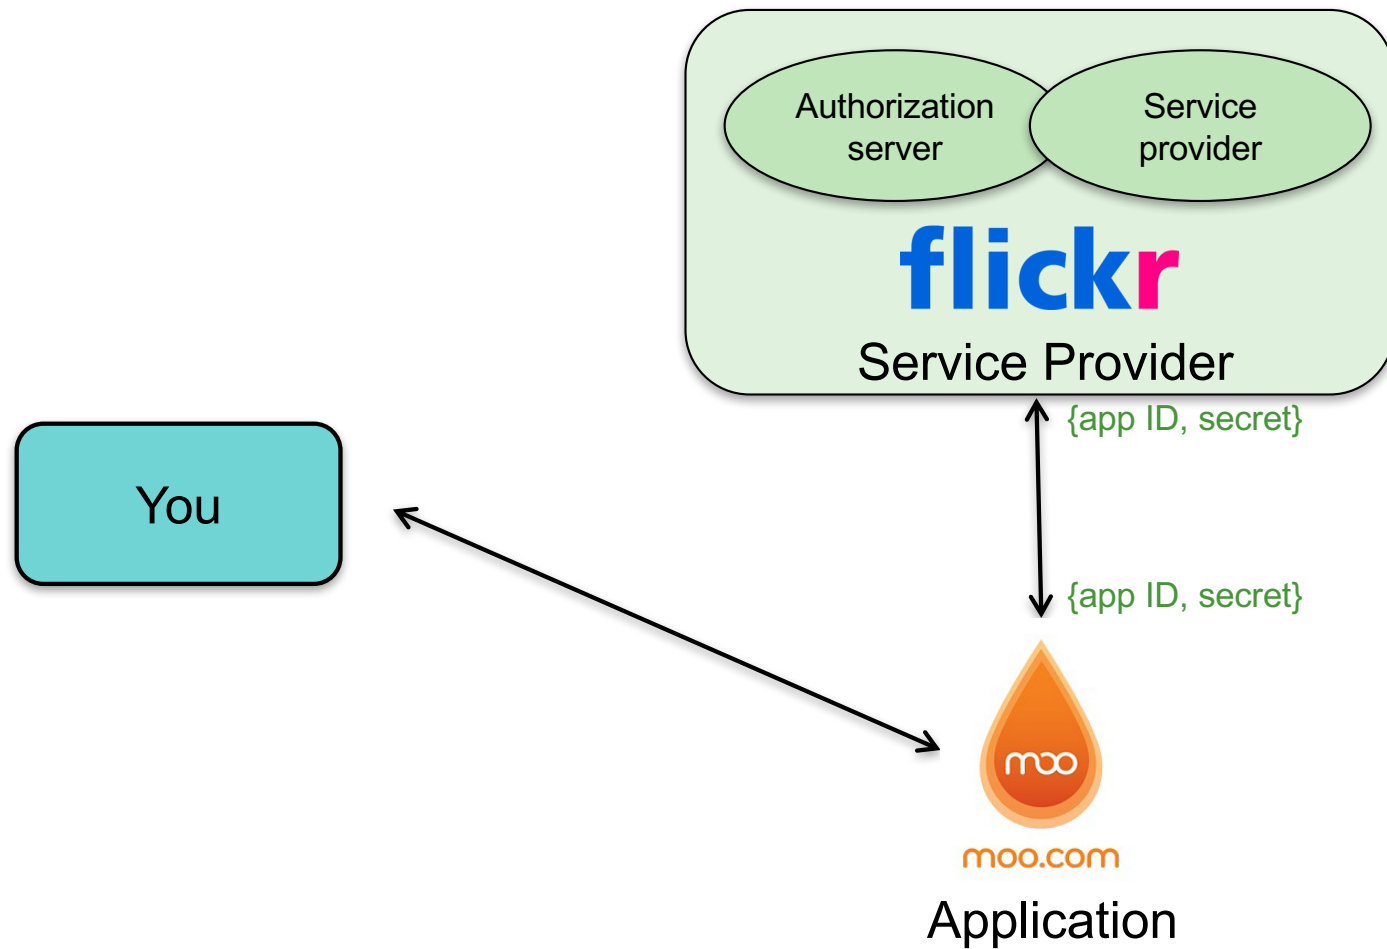 Authorization
server
Service
provider
flickr
Service Provider
{app ID, secret}
You
{app ID, secret}
moo
moo.com
Application